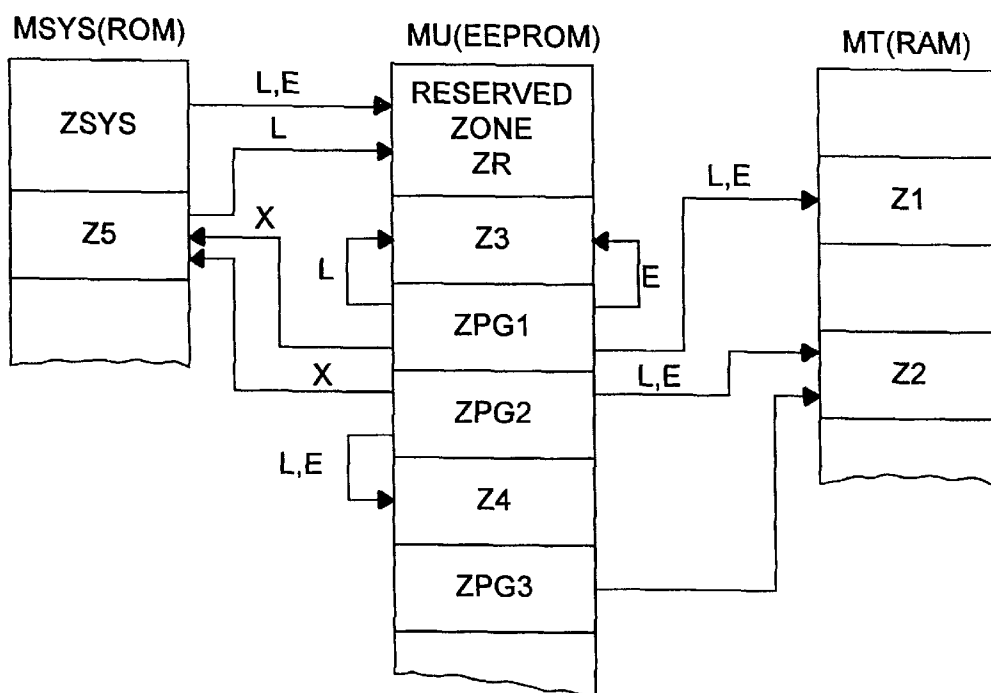 MSYS(ROM)
MU(EEPROM)
MT(RAM)
ZSYS
L,E
RESERVED
ZONE
ZR
L
Z5
X
L
Z3
E
L,E
Z1
ZPG1
X
ZPG2
L,E
Z2
L,E
Z4
ZPG3